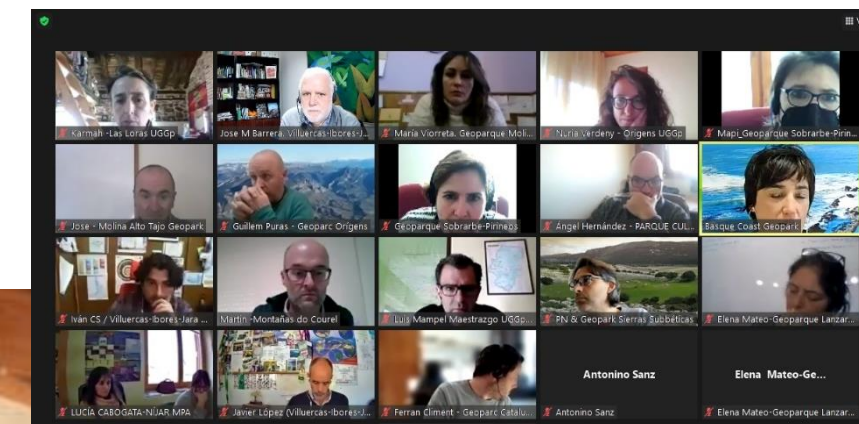 V
Karmah -Las Loras UGGp
Jose M Barrera. Villuercas-Ibores-J...
María Viorreta. Geoparque Moli...
Nuria Verdeny - Orígens UGGp
Mapi_Geoparque Sobrarbe-Pirin...
Jose - Molina Alto Tajo Geopark
Guillem Puras - Geoparc Orígens
Geoparque Sobrarbe-Pirineos
Ángel Hernández - PARQUE CUL...
Basque Coast Geopark
Iván CS / Villuercas-Ibores-Jara ...
Martín -Montañas do Courel
Luis Mampel Maestrazgo UGGp...
PN & Geopark Sierras Subbéticas
Elena Mateo-Geoparque Lanzar...
LUCÍA CABOGATA-NÍJAR MPA
Javier López (Villuercas-Ibores-J...
Ferran Climent - Geoparc Catalu...
Antonino Sanz
Antonino Sanz
Elena Mateo-Ge...
Elena Mateo-Geoparque Lanzar...